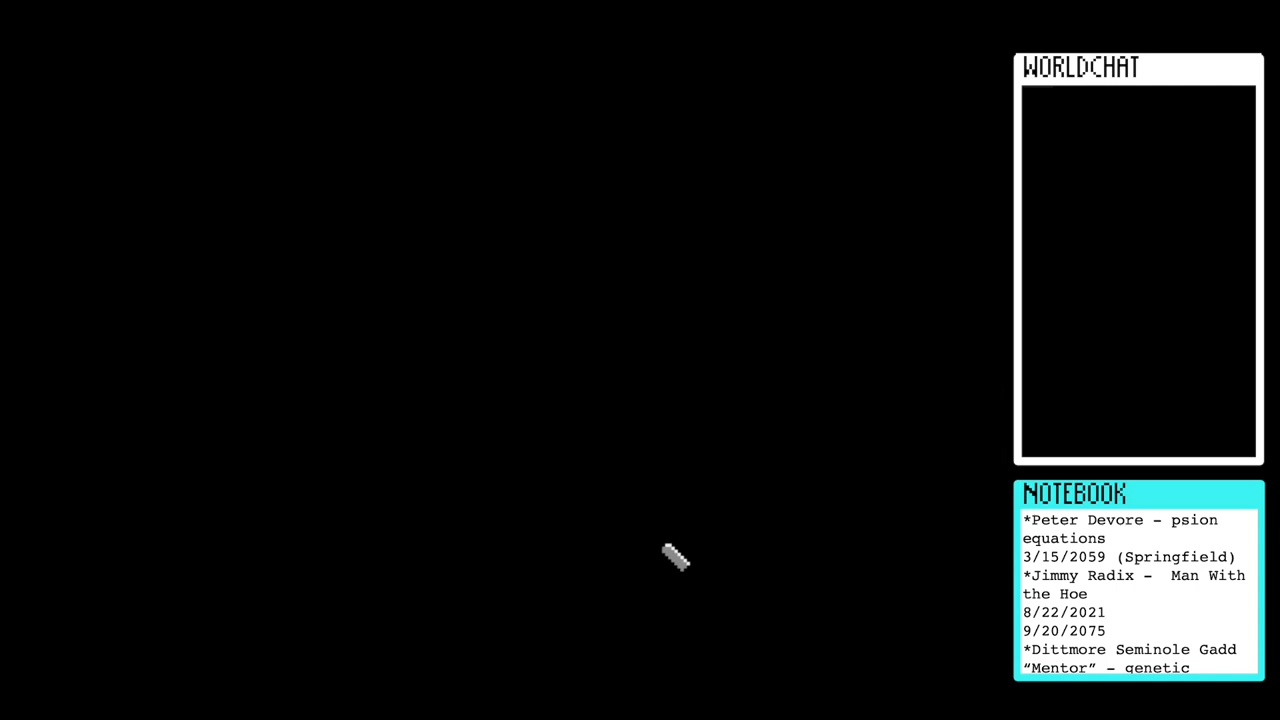 WORLDCHAT
NOTEBOOK
*Peter Devore - psion
equations
3/15/2059 (Springfield)
*Jimmy Radix -  Man With
the Hoe
8/22/2021
9/20/2075
*Dittmore Seminole Gadd
“Mentor” - genetic